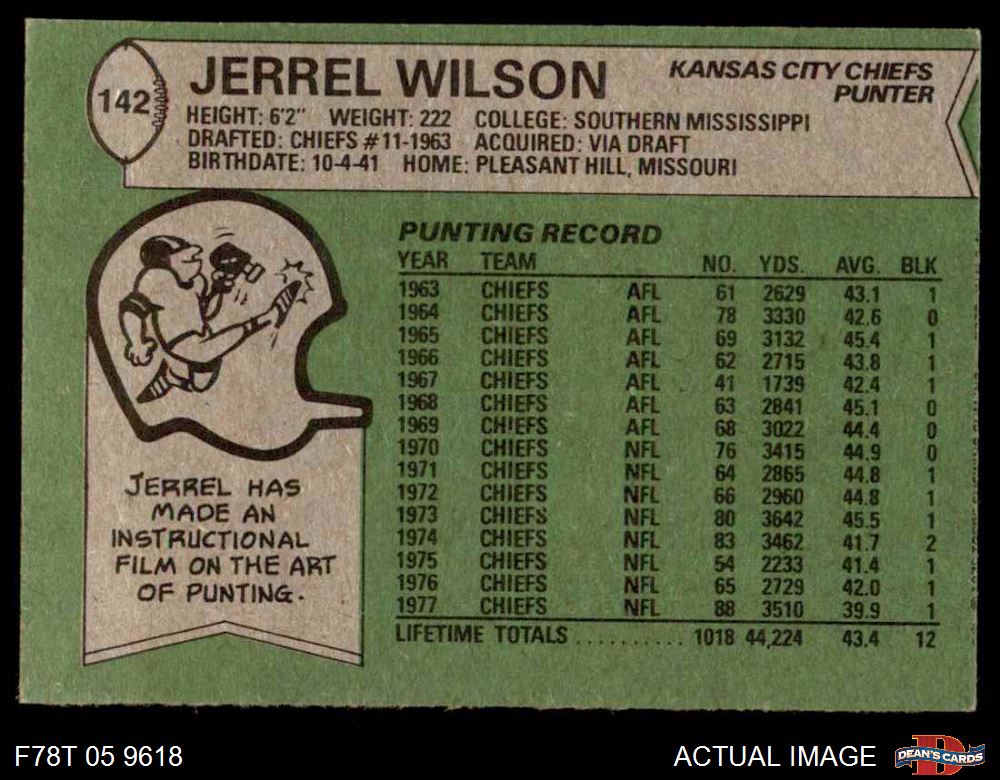 142
JERREL WILSON
KANSAS CITY CHIEFS
PUNTER
HEIGHT: 6'2" WEIGHT: 222 COLLEGE: SOUTHERN MISSISSIPPI
DRAFTED: CHIEFS #11-1963 ACQUIRED: VIA DRAFT
BIRTHDATE: 10-4-41 HOME: PLEASANT HILL, MISSOURI
JERREL HAS
MADE AN
INSTRUCTIONAL
FILM ON THE ART
OF PUNTING.
PUNTING RECORD
YEAR TEAM NO. YDS. AVG. BLK
1963 CHIEFS AFL 61 2629 43.1 1
1964 CHIEFS AFL 78 3330 42.6 0
1965 CHIEFS AFL 69 3132 45.4 1
1966 CHIEFS AFL 62 2715 43.8 1
1967 CHIEFS AFL 41 1739 42.4 1
1968 CHIEFS AFL 63 2841 45.1 0
1969 CHIEFS AFL 68 3022 44.4 0
1970 CHIEFS NFL 76 3415 44.9 0
1971 CHIEFS NFL 64 2865 44.8 1
1972 CHIEFS NFL 66 2960 44.8 1
1973 CHIEFS NFL 80 3642 45.5 1
1974 CHIEFS NFL 83 3462 41.7 2
1975 CHIEFS NFL 54 2233 41.4 1
1976 CHIEFS NFL 65 2729 42.0 1
1977 CHIEFS NFL 88 3510 39.9 1
LIFETIME TOTALS .......... 1018 44,224 43.4 12
F78T 05 9618
ACTUAL IMAGE
D
DEAN'S CARDS